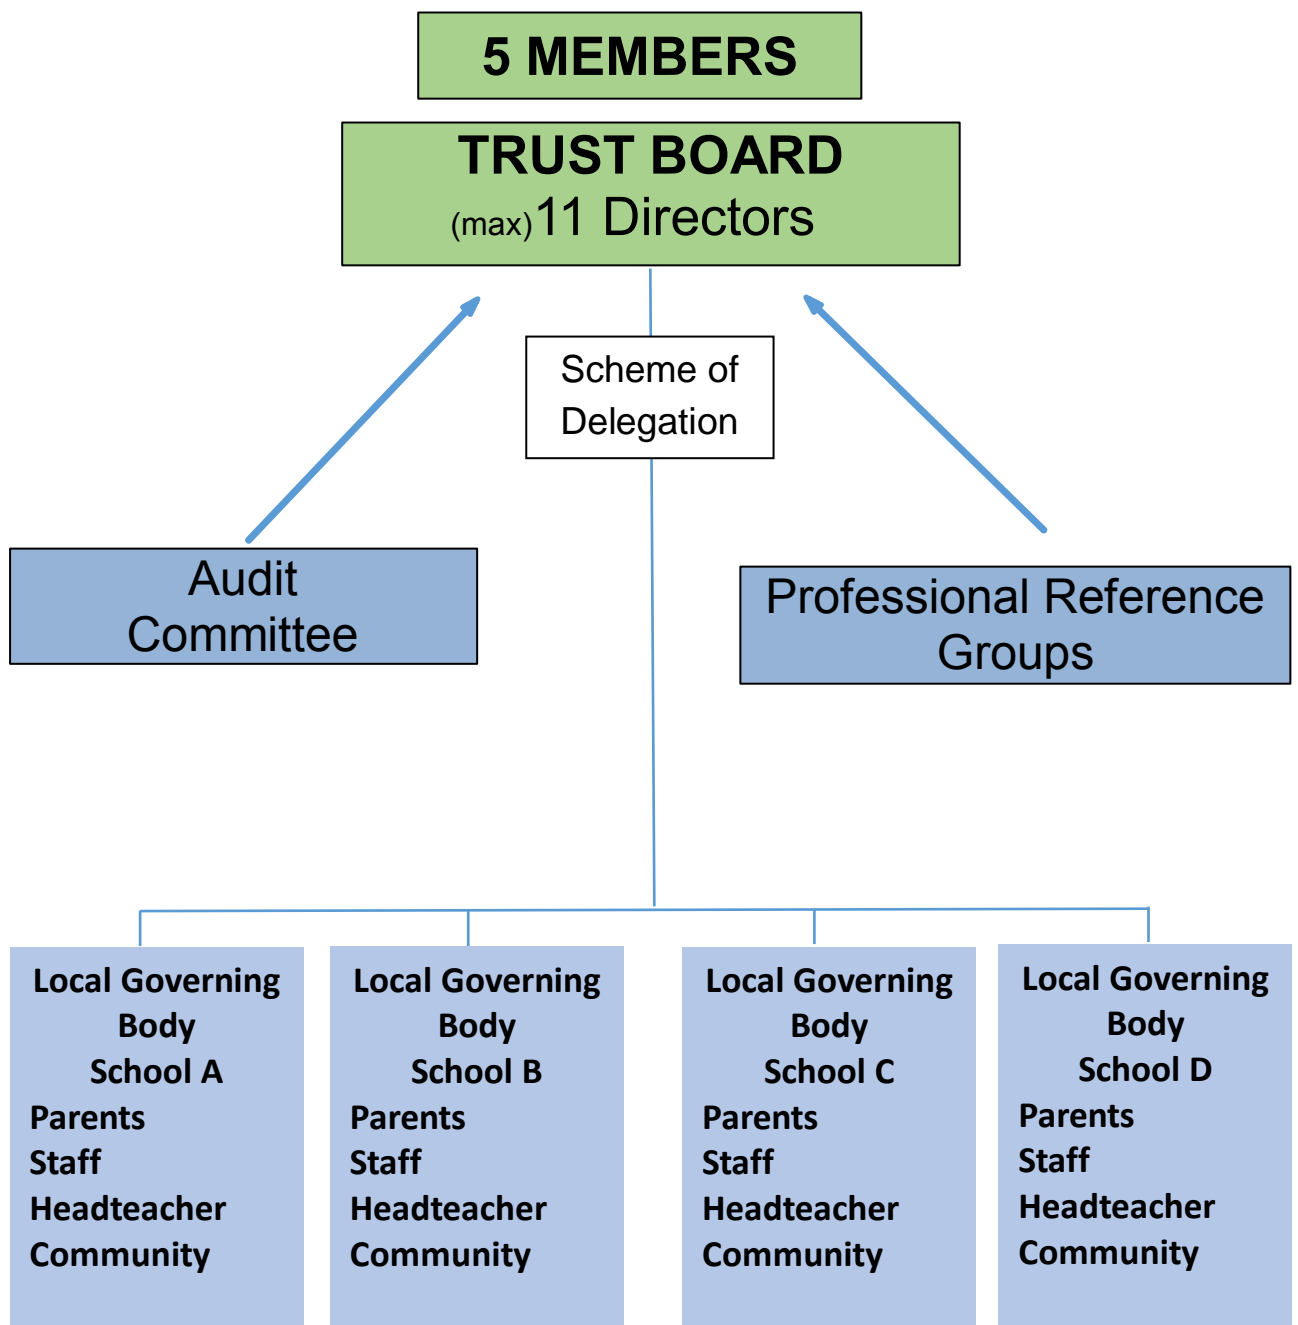 5 MEMBERS
TRUST BOARD
(max)11 Directors
Scheme of
Delegation
Audit
Committee
Professional Reference
Groups
Local Governing
Body
School A
Parents
Staff
Headteacher
Community
Local Governing
Body
School B
Parents
Staff
Headteacher
Community
Local Governing
Body
School C
Parents
Staff
Headteacher
Community
Local Governing
Body
School D
Parents
Staff
Headteacher
Community